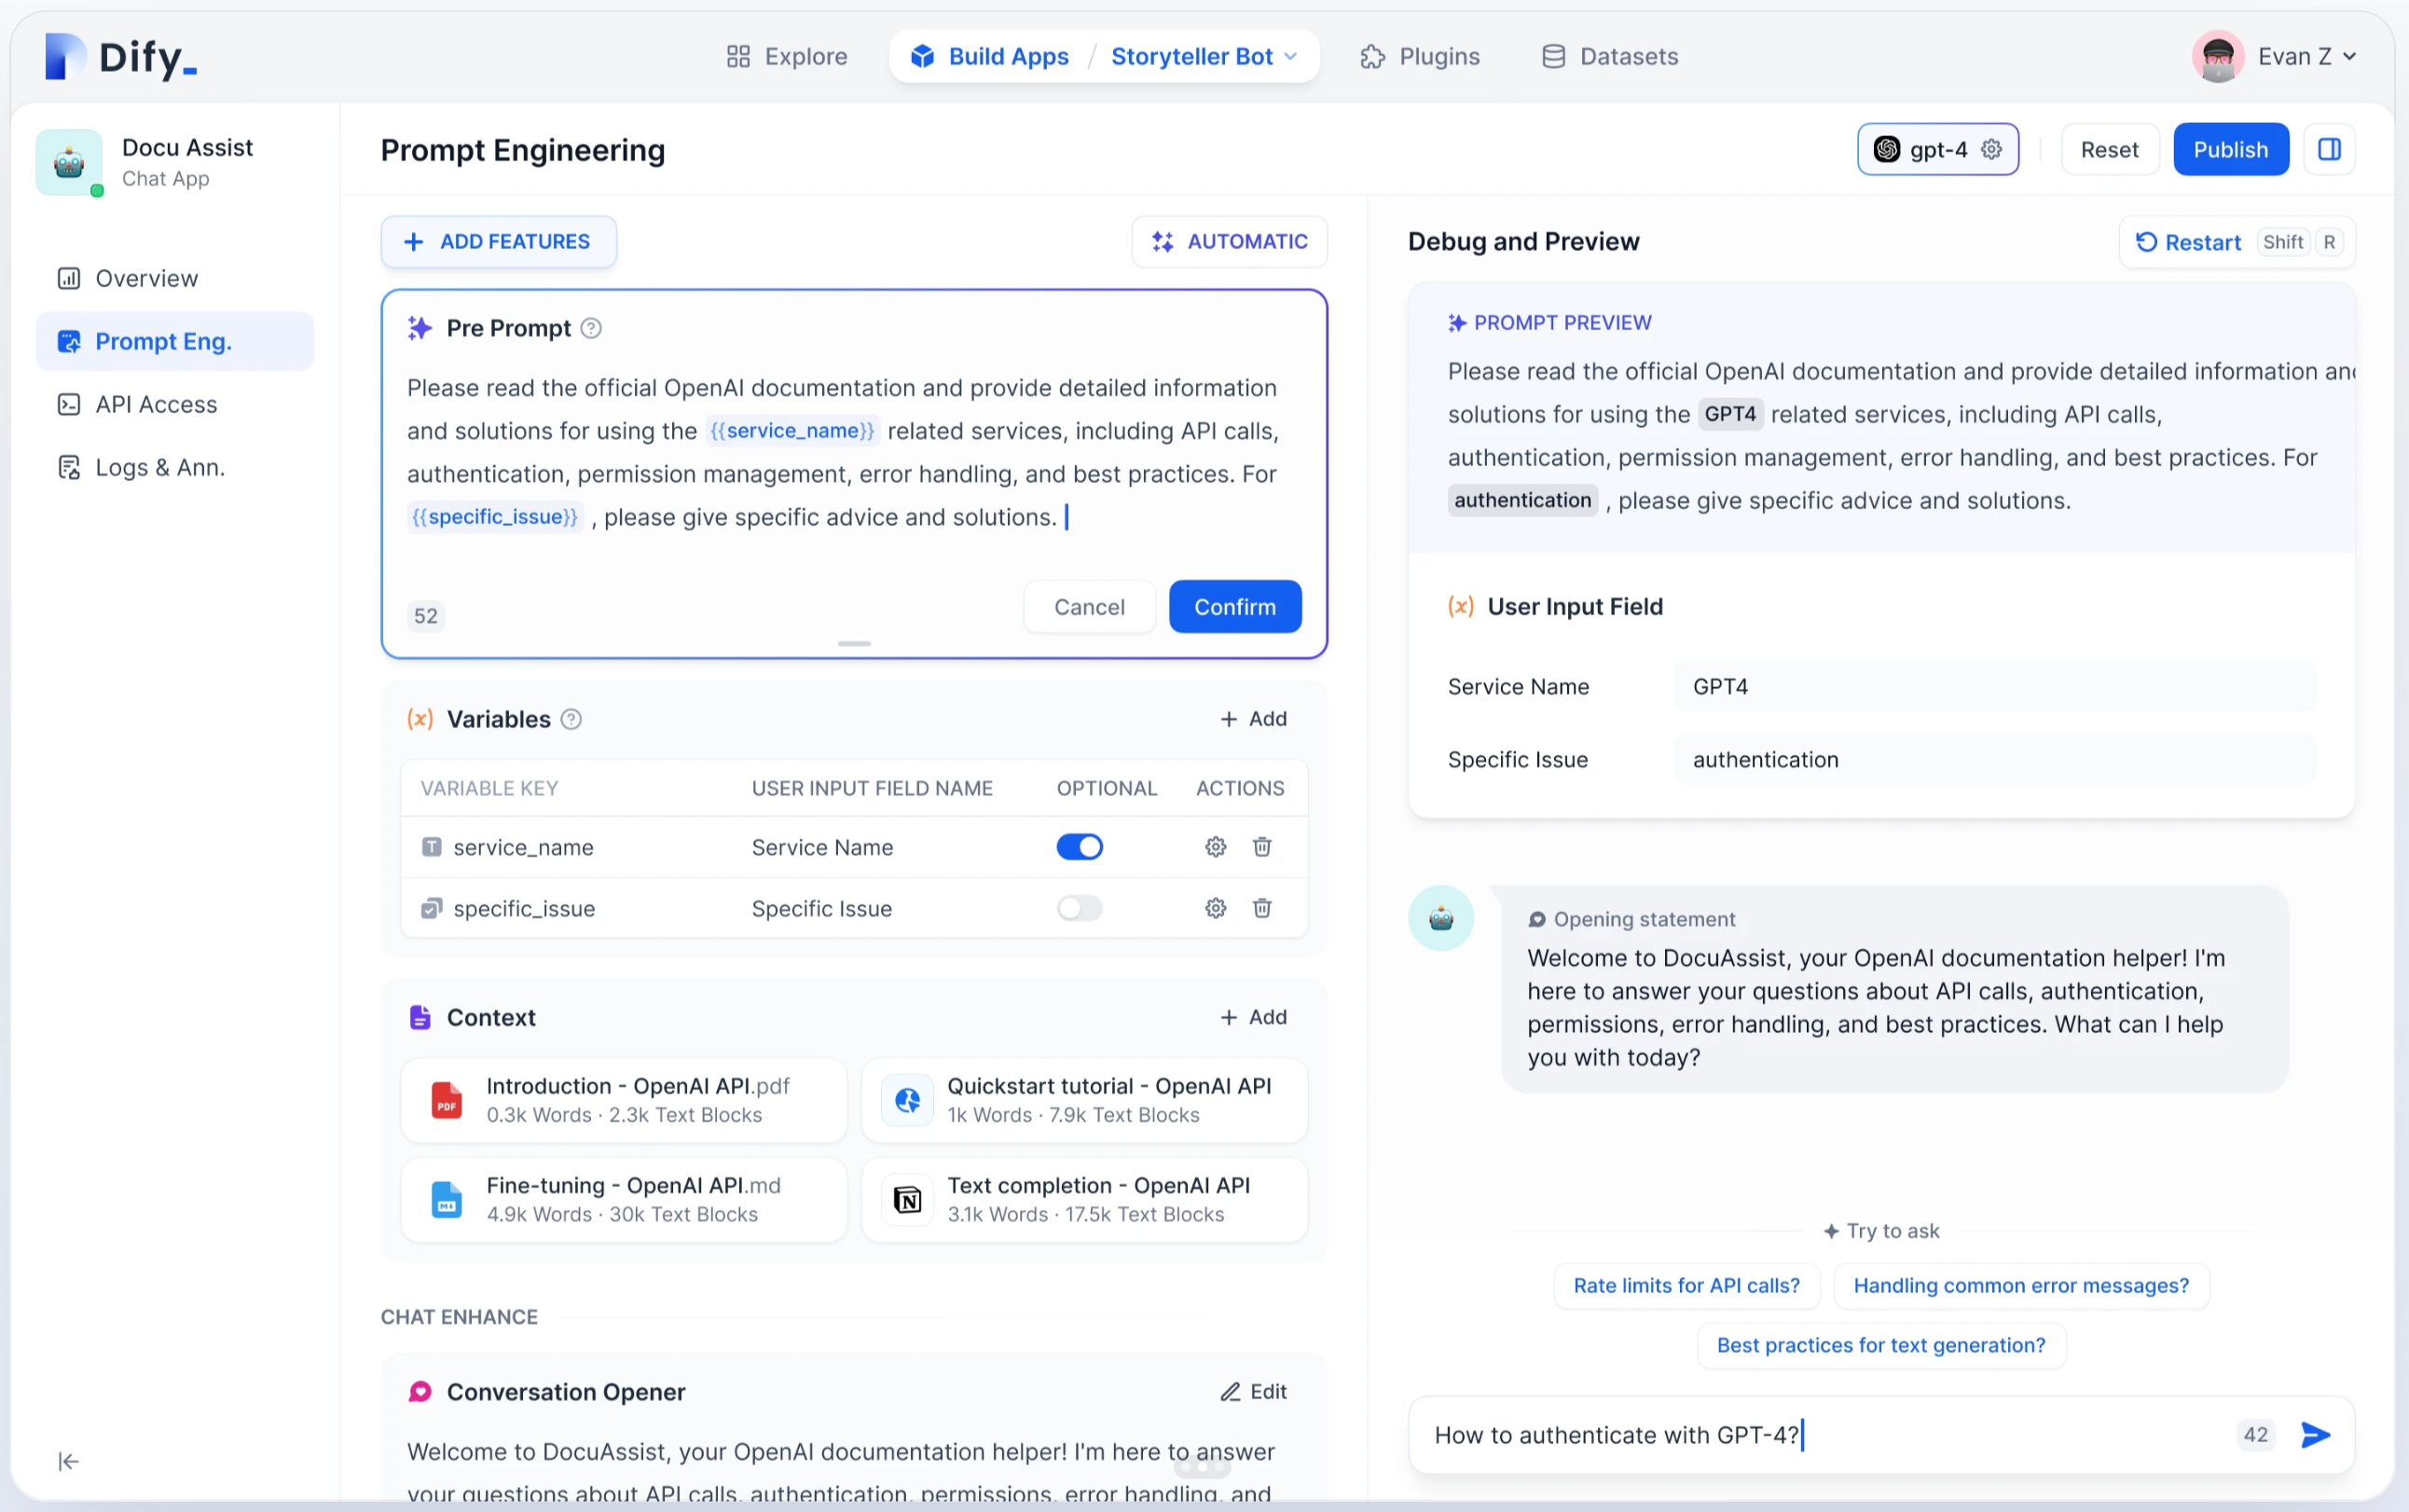 Dify_
Explore
Build Apps / Storyteller Bot
Plugins
Datasets
Evan Z
Docu Assist
Chat App
Overview
Prompt Eng.
API Access
Logs & Ann.
Prompt Engineering
gpt-4
Reset
Publish
+ ADD FEATURES
AUTOMATIC
Pre Prompt ?
Please read the official OpenAI documentation and provide detailed information
and solutions for using the {{service_name}} related services, including API calls,
authentication, permission management, error handling, and best practices. For
{{specific_issue}} , please give specific advice and solutions.
52
Cancel
Confirm
(x) Variables ?
+ Add
VARIABLE KEY USER INPUT FIELD NAME OPTIONAL ACTIONS
T service_name Service Name
specific_issue Specific Issue
Context
+ Add
PDF
Introduction - OpenAI API.pdf
0.3k Words · 2.3k Text Blocks
Quickstart tutorial - OpenAI API
1k Words · 7.9k Text Blocks
Fine-tuning - OpenAI API.md
4.9k Words · 30k Text Blocks
Text completion - OpenAI API
3.1k Words · 17.5k Text Blocks
CHAT ENHANCE
Conversation Opener
Edit
Welcome to DocuAssist, your OpenAI documentation helper! I'm here to answer
your questions about API calls, authentication, permissions, error handling, and
Debug and Preview
Restart Shift R
PROMPT PREVIEW
Please read the official OpenAI documentation and provide detailed information and
solutions for using the GPT4 related services, including API calls,
authentication, permission management, error handling, and best practices. For
authentication , please give specific advice and solutions.
(x) User Input Field
Service Name GPT4
Specific Issue authentication
Opening statement
Welcome to DocuAssist, your OpenAI documentation helper! I'm
here to answer your questions about API calls, authentication,
permissions, error handling, and best practices. What can I help
you with today?
Try to ask
Rate limits for API calls?
Handling common error messages?
Best practices for text generation?
How to authenticate with GPT-4?
42